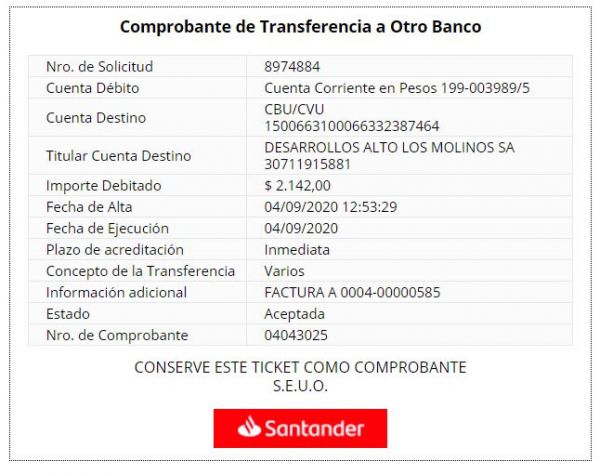 Comprobante de Transferencia a Otro Banco
Nro. de Solicitud 8974884
Cuenta Débito Cuenta Corriente en Pesos 199-003989/5
Cuenta Destino CBU/CVU
1500663100066332387464
Titular Cuenta Destino DESARROLLOS ALTO LOS MOLINOS SA
30711915881
Importe Debitado $ 2.142,00
Fecha de Alta 04/09/2020 12:53:29
Fecha de Ejecución 04/09/2020
Plazo de acreditación Inmediata
Concepto de la Transferencia Varios
Información adicional FACTURA A 0004-00000585
Estado Aceptada
Nro. de Comprobante 04043025
CONSERVE ESTE TICKET COMO COMPROBANTE
S.E.U.O.
Santander